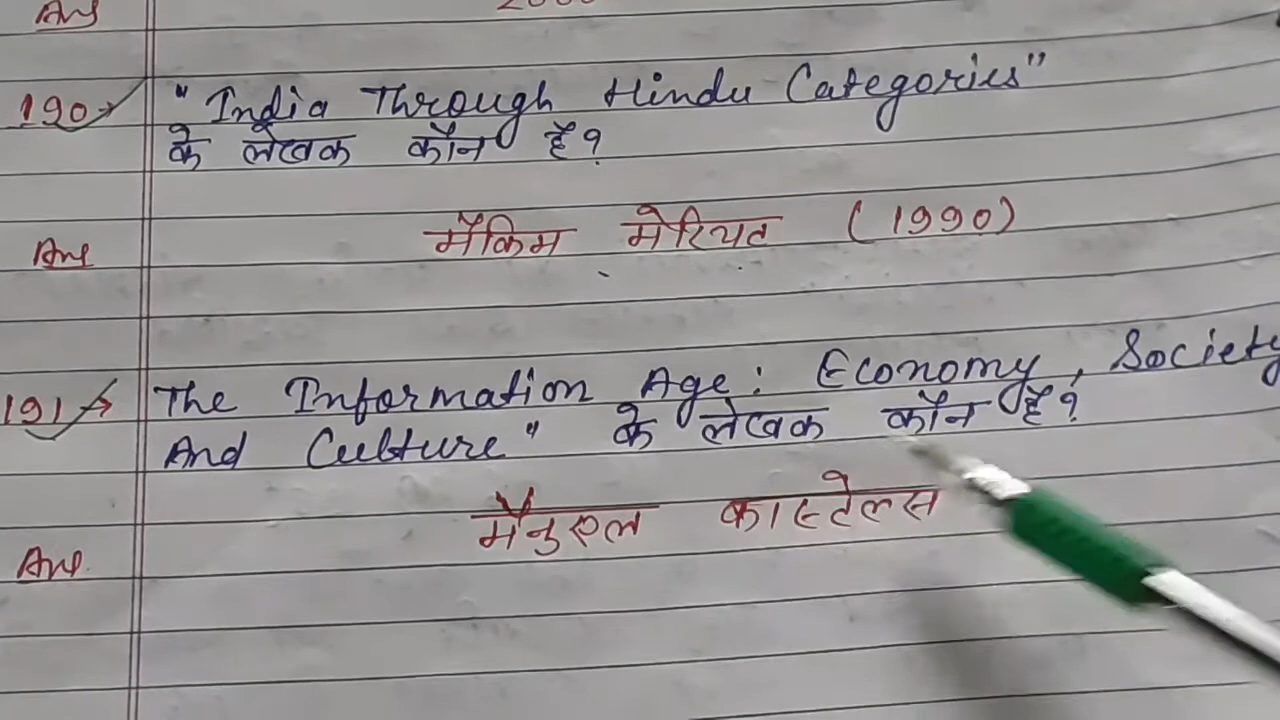 Ans
190→ "India Through Hindu Categories"
के लेखक कौन हैं?
Ans मैकिम मेरियट (1990)
191→ The Information Age: Economy, Society
And Culture" के लेखक कौन हैं?
Ans मैनुएल कास्टेल्स